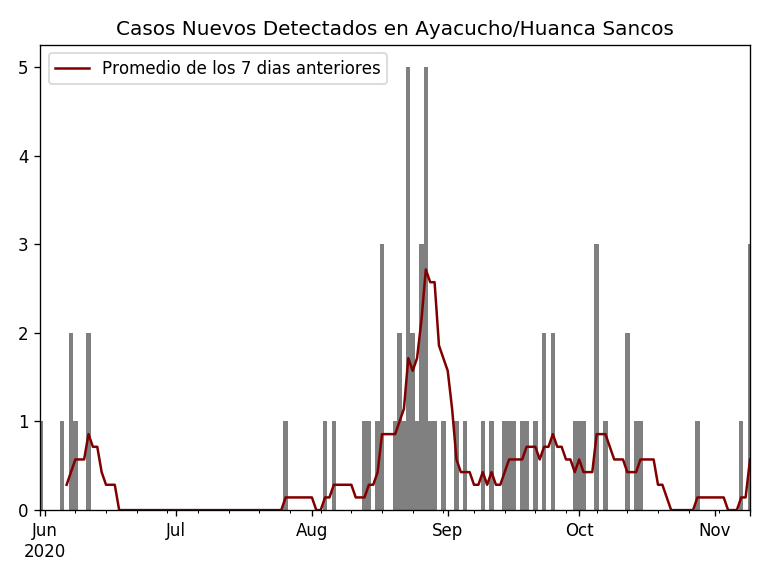 Casos Nuevos Detectados en Ayacucho/Huanca Sancos
Promedio de los 7 dias anteriores
5
4
3
2
1
0
Jun Jul Aug Sep Oct Nov
2020